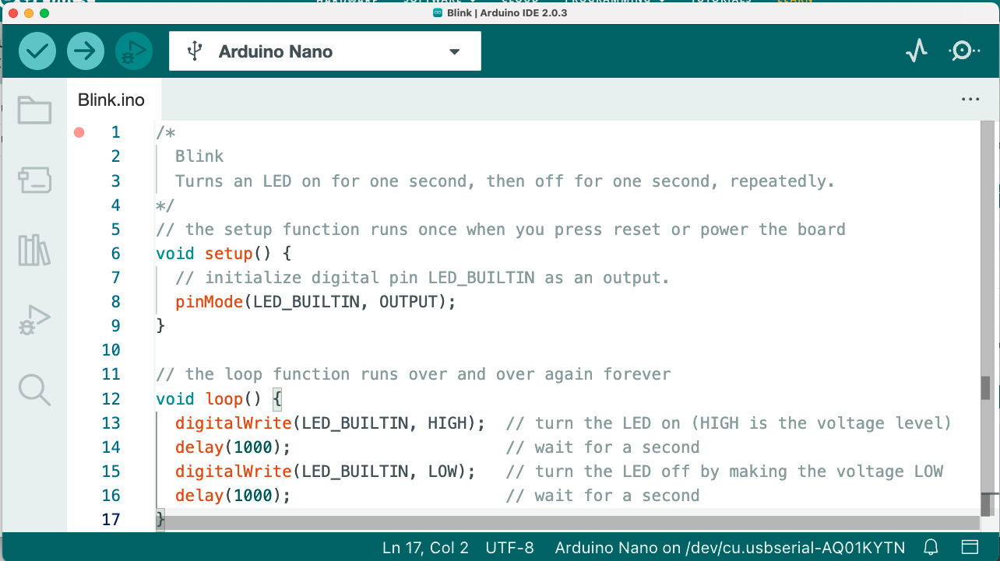 HARDWARE SOFTWARE CLOUD PROGRAMMING TUTORIALS LEARN
Blink | Arduino IDE 2.0.3
Arduino Nano
Blink.ino
1 /*
2 Blink
3 Turns an LED on for one second, then off for one second, repeatedly.
4 */
5 // the setup function runs once when you press reset or power the board
6 void setup() {
7 // initialize digital pin LED_BUILTIN as an output.
8 pinMode(LED_BUILTIN, OUTPUT);
9 }
10
11 // the loop function runs over and over again forever
12 void loop() {
13 digitalWrite(LED_BUILTIN, HIGH); // turn the LED on (HIGH is the voltage level)
14 delay(1000); // wait for a second
15 digitalWrite(LED_BUILTIN, LOW); // turn the LED off by making the voltage LOW
16 delay(1000); // wait for a second
17 }
Ln 17, Col 2 UTF-8 Arduino Nano on /dev/cu.usbserial-AQ01KYTN